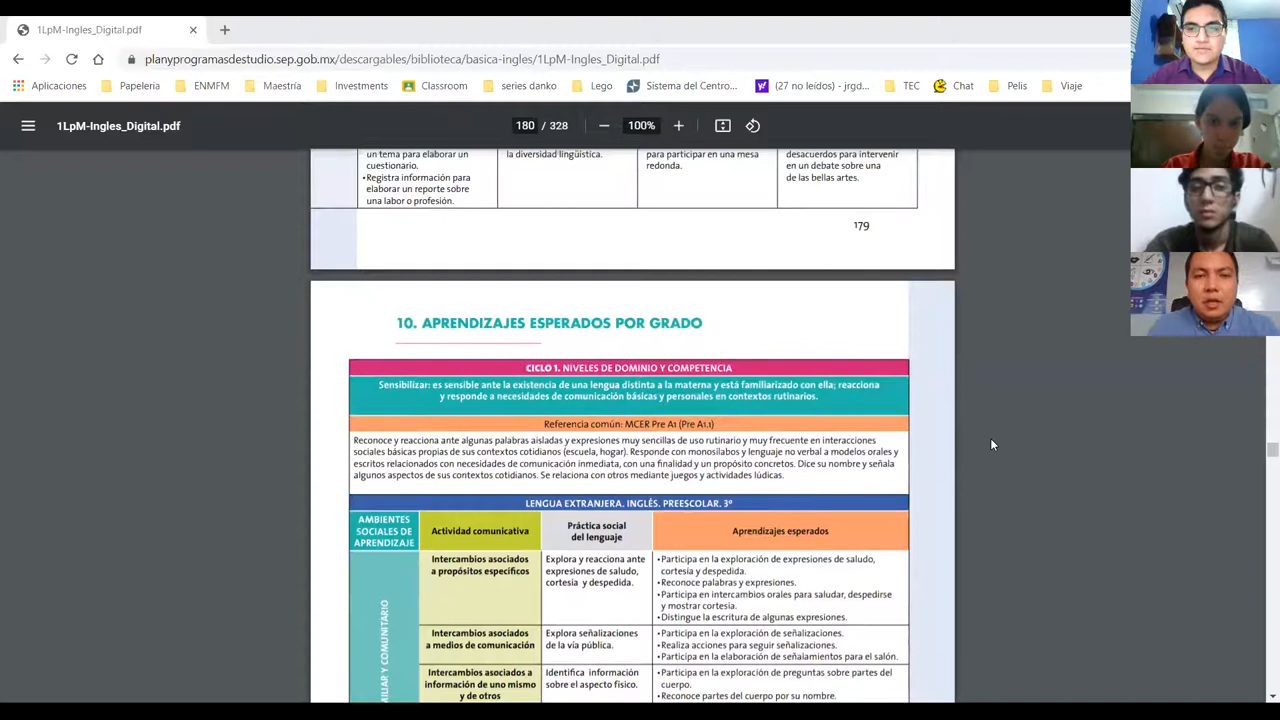 1LpM-Ingles_Digital.pdf
planyprogramasdestudio.sep.gob.mx/descargables/biblioteca/basica-ingles/1LpM-Ingles_Digital.pdf
Aplicaciones Papeleria ENMFM Maestría Investments Classroom series danko Lego Sistema del Centro... (27 no leídos) - jrgd... TEC Chat Pelis Viaje
1LpM-Ingles_Digital.pdf 180 / 328 100%
un tema para elaborar un
cuestionario.
•Registra información para
elaborar un reporte sobre
una labor o profesión.
la diversidad lingüística.
para participar en una mesa
redonda.
desacuerdos para intervenir
en un debate sobre una
de las bellas artes.
179
10. APRENDIZAJES ESPERADOS POR GRADO
CICLO 1. NIVELES DE DOMINIO Y COMPETENCIA
Sensibilizar: es sensible ante la existencia de una lengua distinta a la materna y está familiarizado con ella; reacciona
y responde a necesidades de comunicación básicas y personales en contextos rutinarios.
Referencia común: MCER Pre A1 (Pre A1.1)
Reconoce y reacciona ante algunas palabras aisladas y expresiones muy sencillas de uso rutinario y muy frecuente en interacciones
sociales básicas propias de sus contextos cotidianos (escuela, hogar). Responde con monosílabos y lenguaje no verbal a modelos orales y
escritos relacionados con necesidades de comunicación inmediata, con una finalidad y un propósito concretos. Dice su nombre y señala
algunos aspectos de sus contextos cotidianos. Se relaciona con otros mediante juegos y actividades lúdicas.
LENGUA EXTRANJERA. INGLÉS. PREESCOLAR. 3º
AMBIENTES
SOCIALES DE
APRENDIZAJE
Actividad comunicativa
Práctica social
del lenguaje
Aprendizajes esperados
MILIAR Y COMUNITARIO
Intercambios asociados
a propósitos específicos
Explora y reacciona ante
expresiones de saludo,
cortesía y despedida.
•Participa en la exploración de expresiones de saludo,
cortesía y despedida.
•Reconoce palabras y expresiones.
•Participa en intercambios orales para saludar, despedirse
y mostrar cortesía.
•Distingue la escritura de algunas expresiones.
Intercambios asociados
a medios de comunicación
Explora señalizaciones
de la vía pública.
•Participa en la exploración de señalizaciones.
•Realiza acciones para seguir señalizaciones.
•Participa en la elaboración de señalamientos para el salón.
Intercambios asociados a
información de uno mismo
y de otros
Identifica información
sobre el aspecto físico.
•Participa en la exploración de preguntas sobre partes del
cuerpo.
•Reconoce partes del cuerpo por su nombre.